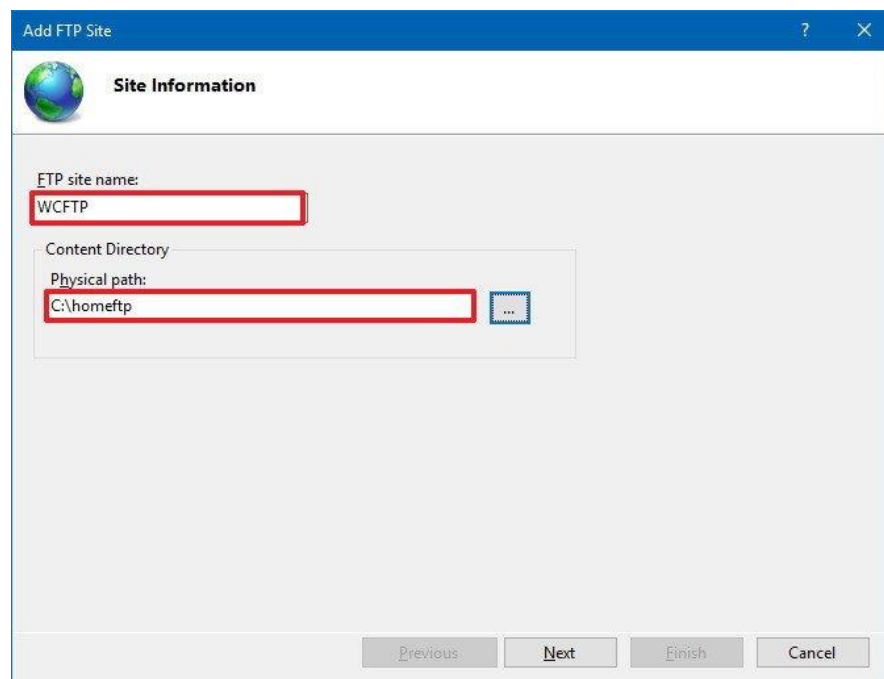 Add FTP Site ? ×
Site Information
FTP site name:
WCFTP
Content Directory
Physical path:
C:\homeftp
...
Previous Next Finish Cancel